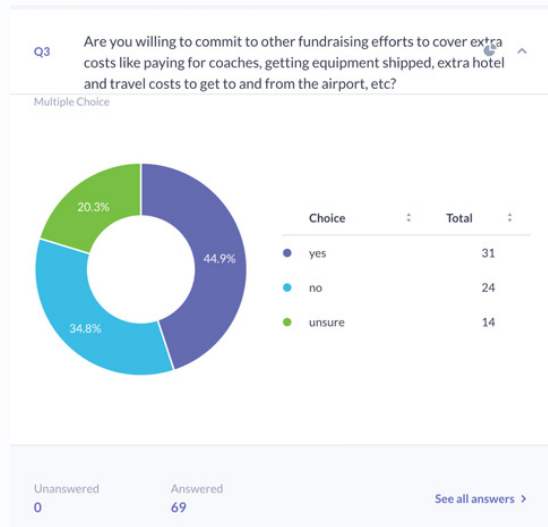 Q3
Are you willing to commit to other fundraising efforts to cover extra
costs like paying for coaches, getting equipment shipped, extra hotel
and travel costs to get to and from the airport, etc?
Multiple Choice
20.3%
44.9%
34.8%
Choice Total
yes 31
no 24
unsure 14
Unanswered Answered
0 69
See all answers >